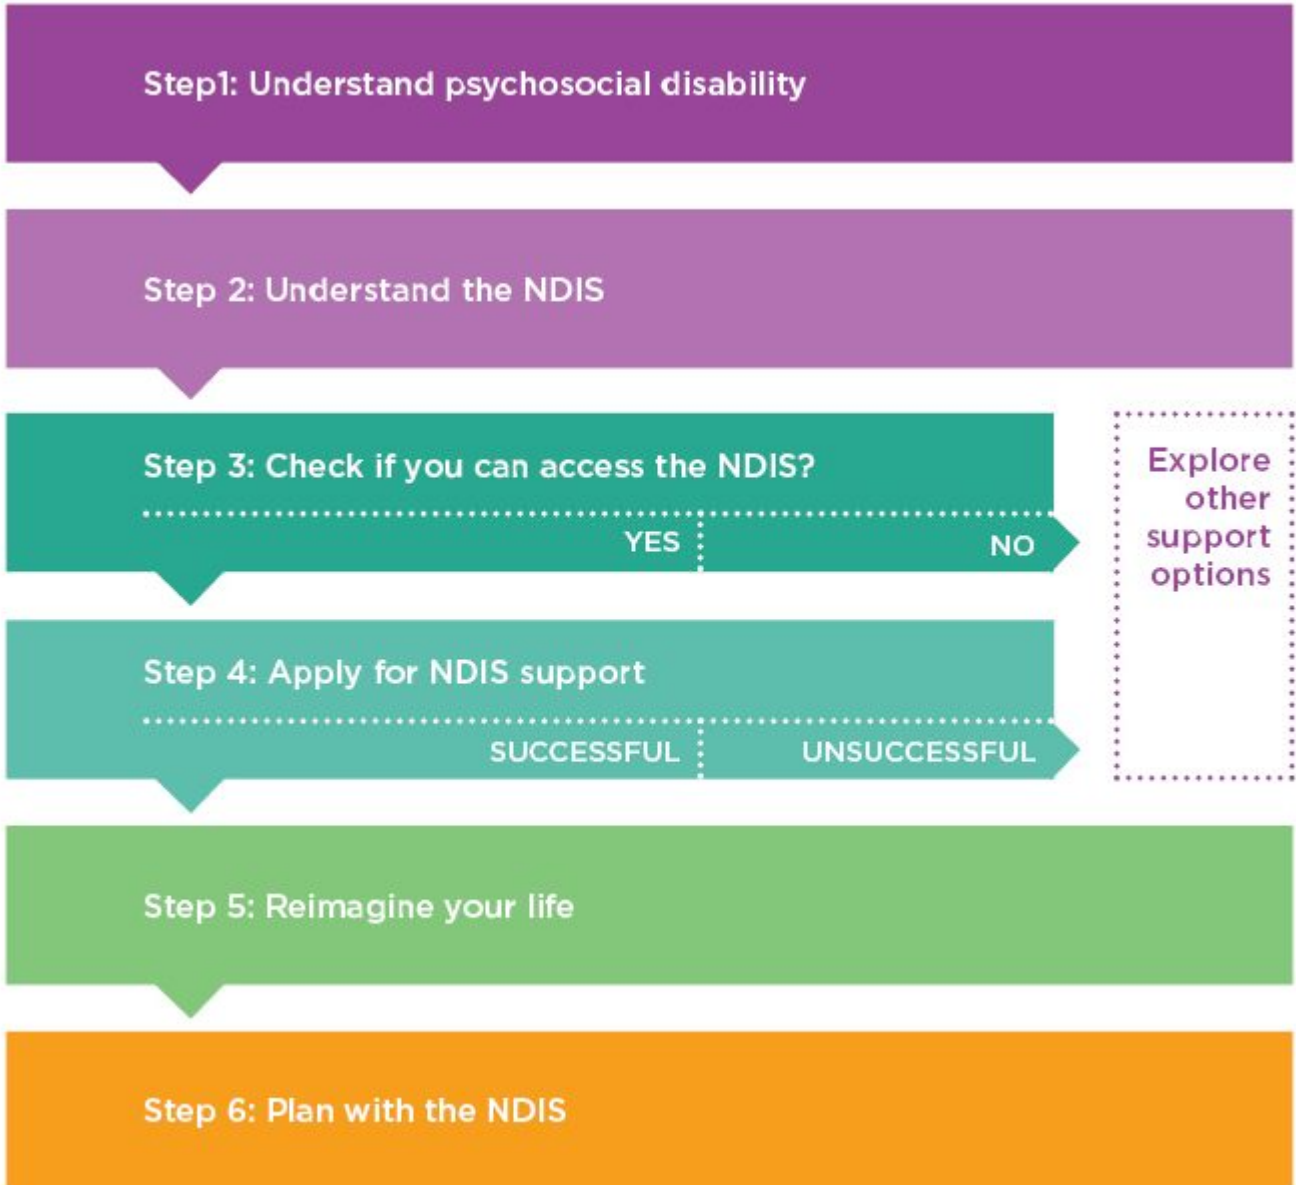 Step1: Understand psychosocial disability
Step 2: Understand the NDIS
Step 3: Check if you can access the NDIS?
YES
NO
Explore
other
support
options
Step 4: Apply for NDIS support
SUCCESSFUL
UNSUCCESSFUL
Step 5: Reimagine your life
Step 6: Plan with the NDIS